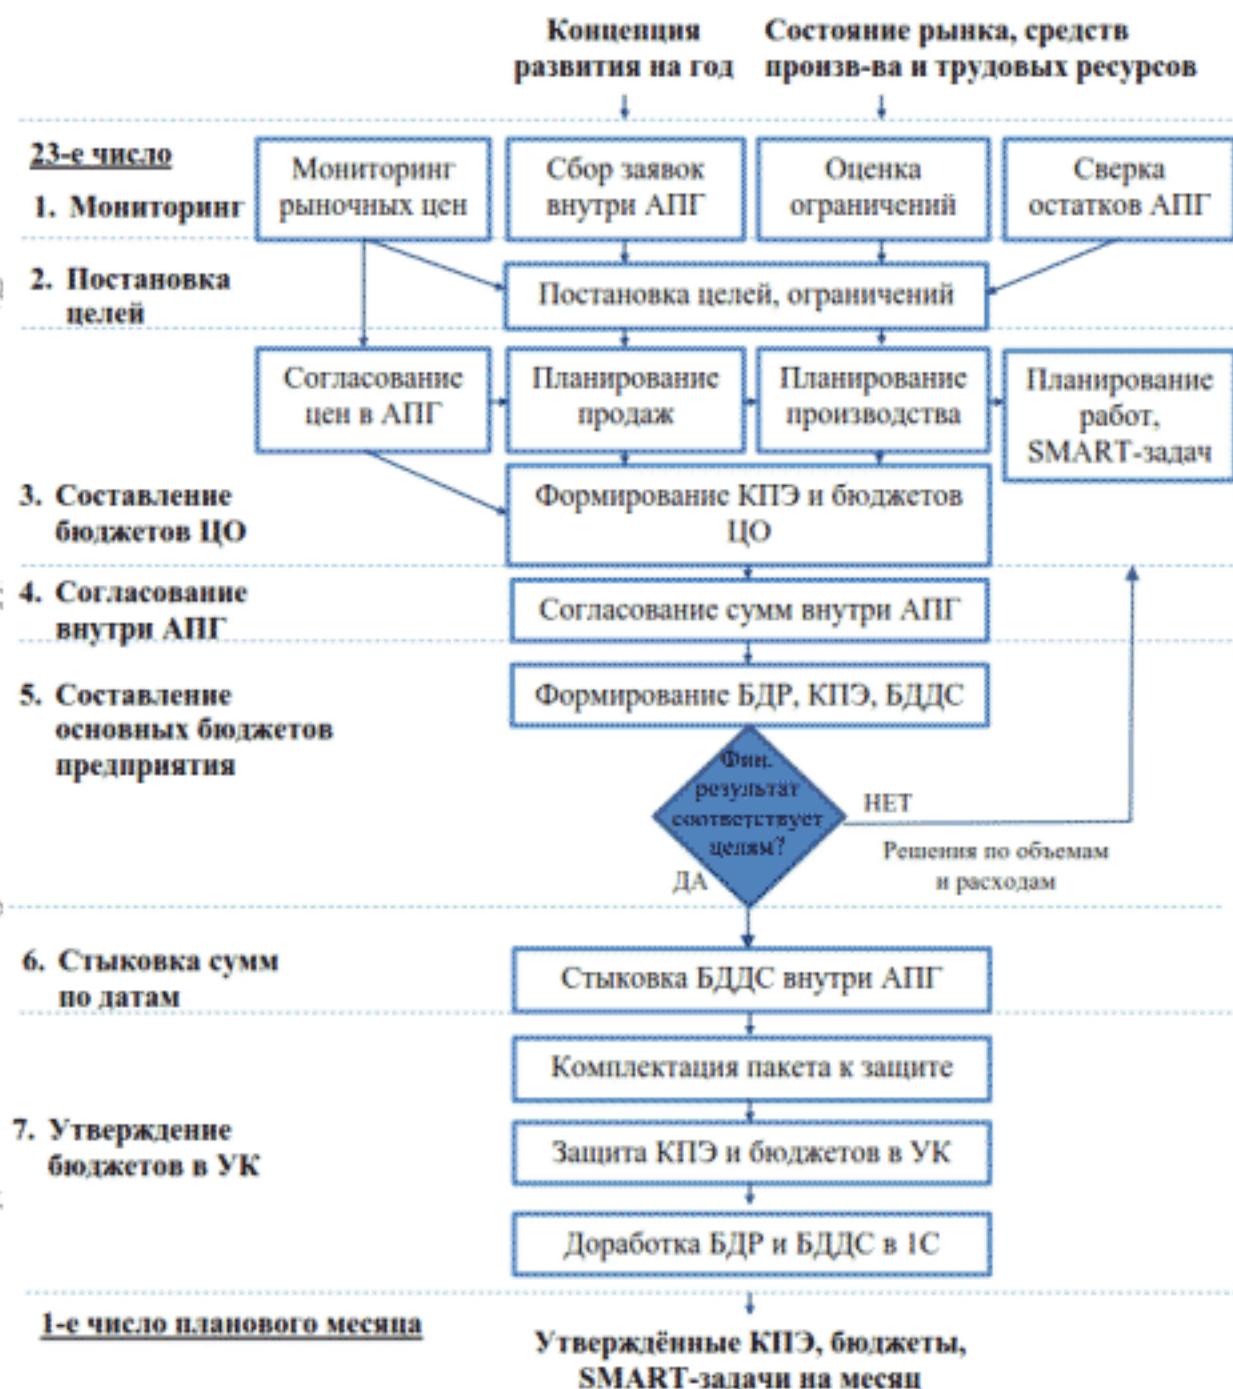 Концепция
развития на год
Состояние рынка, средств
произв-ва и трудовых ресурсов
23-е число
1. Мониторинг
Мониторинг
рыночных цен
Сбор заявок
внутри АПГ
Оценка
ограничений
Сверка
остатков АПГ
2. Постановка
целей
Постановка целей, ограничений
Согласование
цен в АПГ
Планирование
продаж
Планирование
производства
Планирование
работ,
SMART-задач
3. Составление
бюджетов ЦО
Формирование КПЭ и бюджетов
ЦО
4. Согласование
внутри АПГ
Согласование сумм внутри АПГ
5. Составление
основных бюджетов
предприятия
Формирование БДР, КПЭ, БДДС
Фин.
результат
соответствует
целям?
НЕТ
Решения по объемам
и расходам
ДА
6. Стыковка сумм
по датам
Стыковка БДДС внутри АПГ
Комплектация пакета к защите
7. Утверждение
бюджетов в УК
Защита КПЭ и бюджетов в УК
Доработка БДР и БДДС в 1С
1-е число планового месяца
Утверждённые КПЭ, бюджеты,
SMART-задачи на месяц